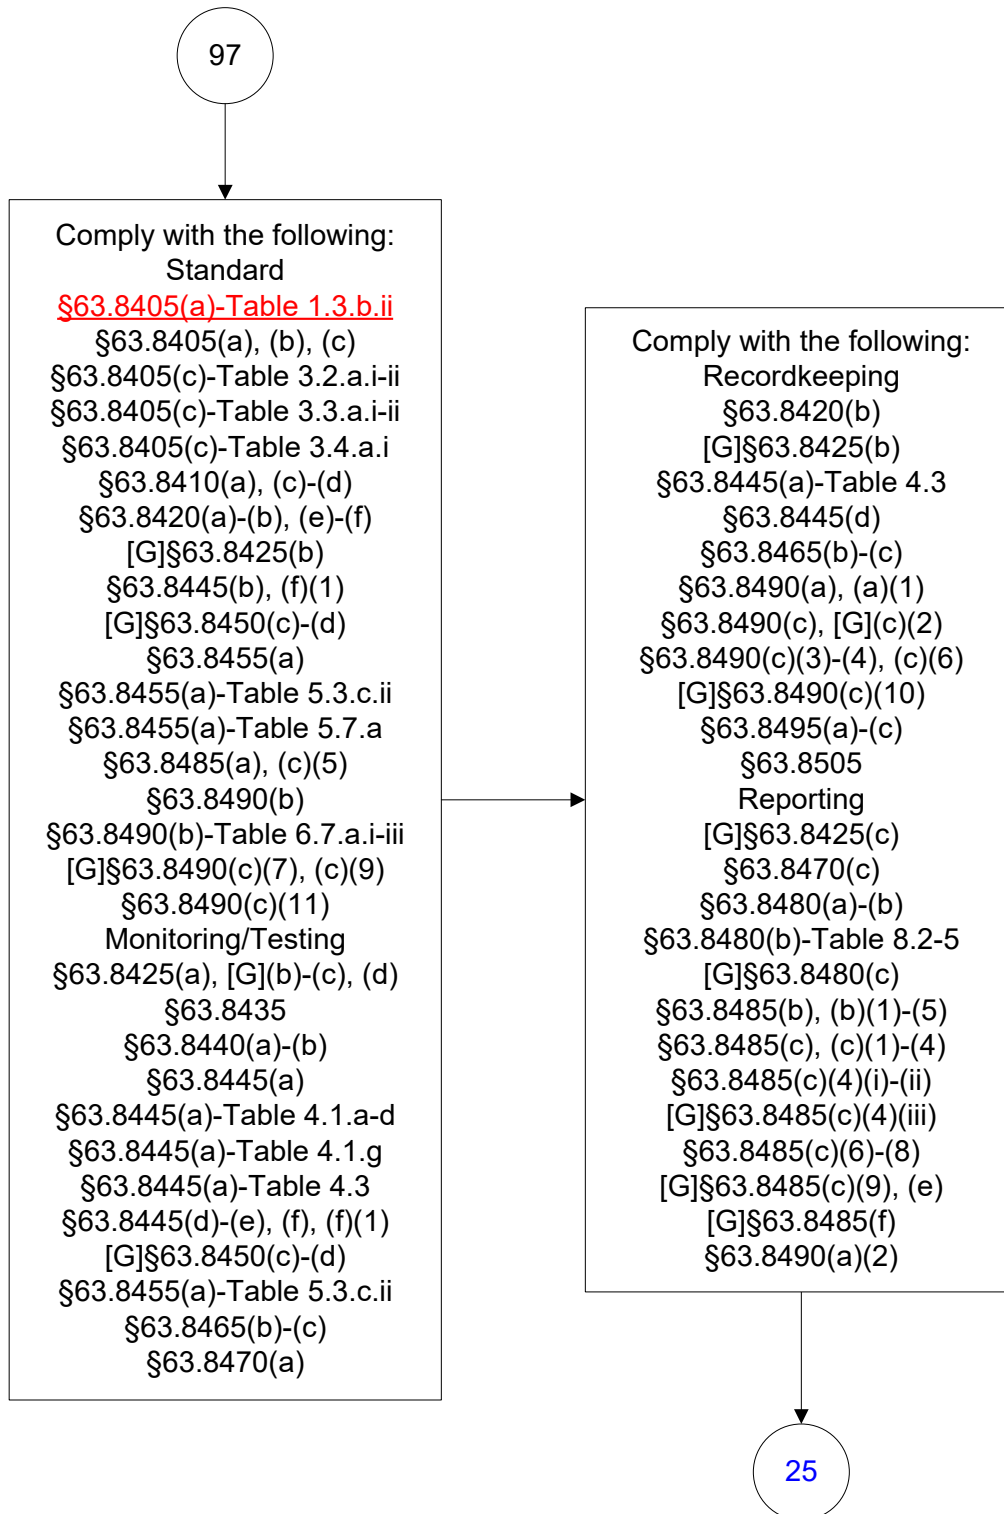 97
Comply with the following:
Standard
§63.8405(a)-Table 1.3.b.ii
§63.8405(a), (b), (c)
§63.8405(c)-Table 3.2.a.i-ii
§63.8405(c)-Table 3.3.a.i-ii
§63.8405(c)-Table 3.4.a.i
§63.8410(a), (c)-(d)
§63.8420(a)-(b), (e)-(f)
[G]§63.8425(b)
§63.8445(b), (f)(1)
[G]§63.8450(c)-(d)
§63.8455(a)
§63.8455(a)-Table 5.3.c.ii
§63.8455(a)-Table 5.7.a
§63.8485(a), (c)(5)
§63.8490(b)
§63.8490(b)-Table 6.7.a.i-iii
[G]§63.8490(c)(7), (c)(9)
§63.8490(c)(11)
Monitoring/Testing
§63.8425(a), [G](b)-(c), (d)
§63.8435
§63.8440(a)-(b)
§63.8445(a)
§63.8445(a)-Table 4.1.a-d
§63.8445(a)-Table 4.1.g
§63.8445(a)-Table 4.3
§63.8445(d)-(e), (f), (f)(1)
[G]§63.8450(c)-(d)
§63.8455(a)-Table 5.3.c.ii
§63.8465(b)-(c)
§63.8470(a)
Comply with the following:
Recordkeeping
§63.8420(b)
[G]§63.8425(b)
§63.8445(a)-Table 4.3
§63.8445(d)
§63.8465(b)-(c)
§63.8490(a), (a)(1)
§63.8490(c), [G](c)(2)
§63.8490(c)(3)-(4), (c)(6)
[G]§63.8490(c)(10)
§63.8495(a)-(c)
§63.8505
Reporting
[G]§63.8425(c)
§63.8470(c)
§63.8480(a)-(b)
§63.8480(b)-Table 8.2-5
[G]§63.8480(c)
§63.8485(b), (b)(1)-(5)
§63.8485(c), (c)(1)-(4)
§63.8485(c)(4)(i)-(ii)
[G]§63.8485(c)(4)(iii)
§63.8485(c)(6)-(8)
[G]§63.8485(c)(9), (e)
[G]§63.8485(f)
§63.8490(a)(2)
25